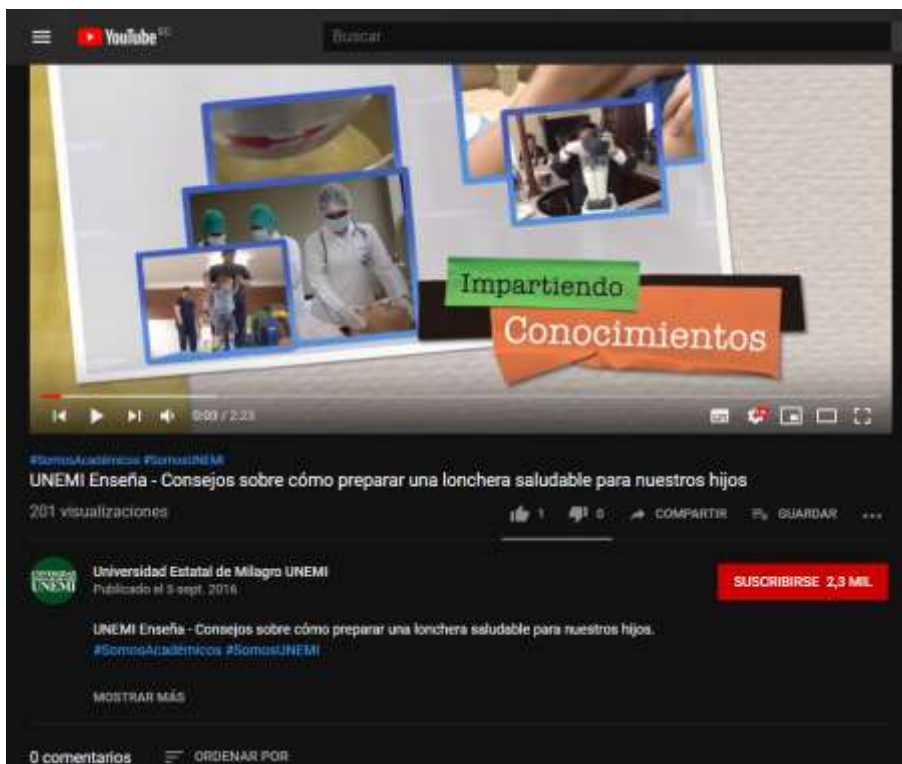 YouTube EC
Buscar
Impartiendo
Conocimientos
0:03 / 2:23
#SomosAcadémicos #SomosUNEMI
UNEMI Enseña - Consejos sobre cómo preparar una lonchera saludable para nuestros hijos
201 visualizaciones
1 0 COMPARTIR GUARDAR
UNEMI
Universidad Estatal de Milagro UNEMI
Publicado el 5 sept. 2016
SUSCRIBIRSE 2,3 MIL
UNEMI Enseña - Consejos sobre cómo preparar una lonchera saludable para nuestros hijos.
#SomosAcadémicos #SomosUNEMI
MOSTRAR MÁS
0 comentarios ORDENAR POR